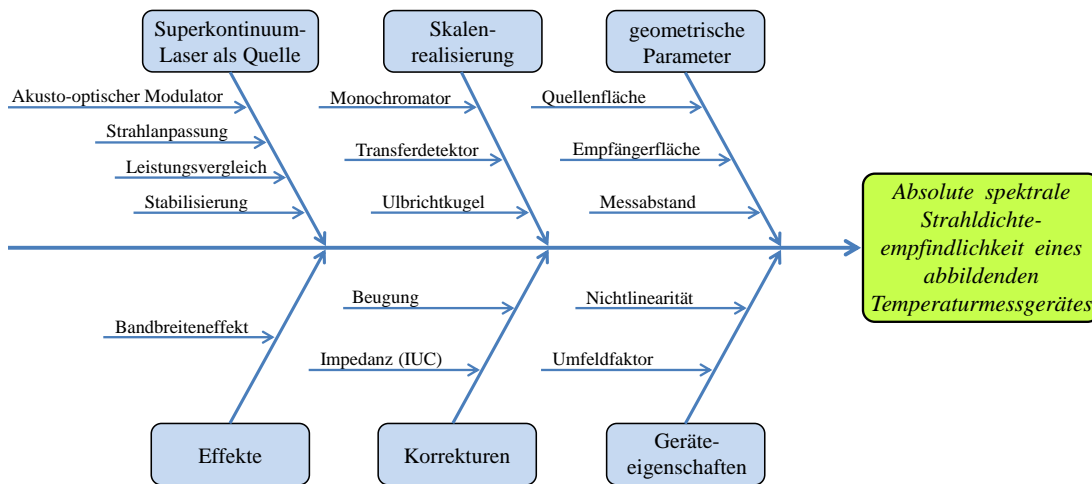 Superkontinuum-
Laser als Quelle
Skalen-
realisierung
geometrische
Parameter
Akusto-optischer Modulator
Strahlanpassung
Leistungsvergleich
Stabilisierung
Monochromator
Transferdetektor
Ulbrichtkugel
Quellenfläche
Empfängerfläche
Messabstand
Absolute spektrale
Strahldichte-
empfindlichkeit eines
abbildenden
Temperaturmessgerätes
Bandbreiteneffekt
Beugung
Impedanz (IUC)
Nichtlinearität
Umfeldfaktor
Effekte
Korrekturen
Geräte-
eigenschaften